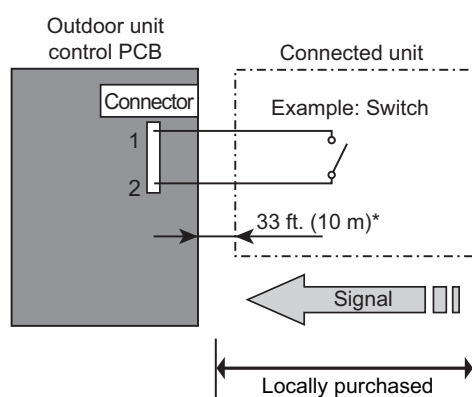 Outdoor unit
control PCB
Connected unit
Connector
Example: Switch
1
2
33 ft. (10 m)*
Signal
Locally purchased